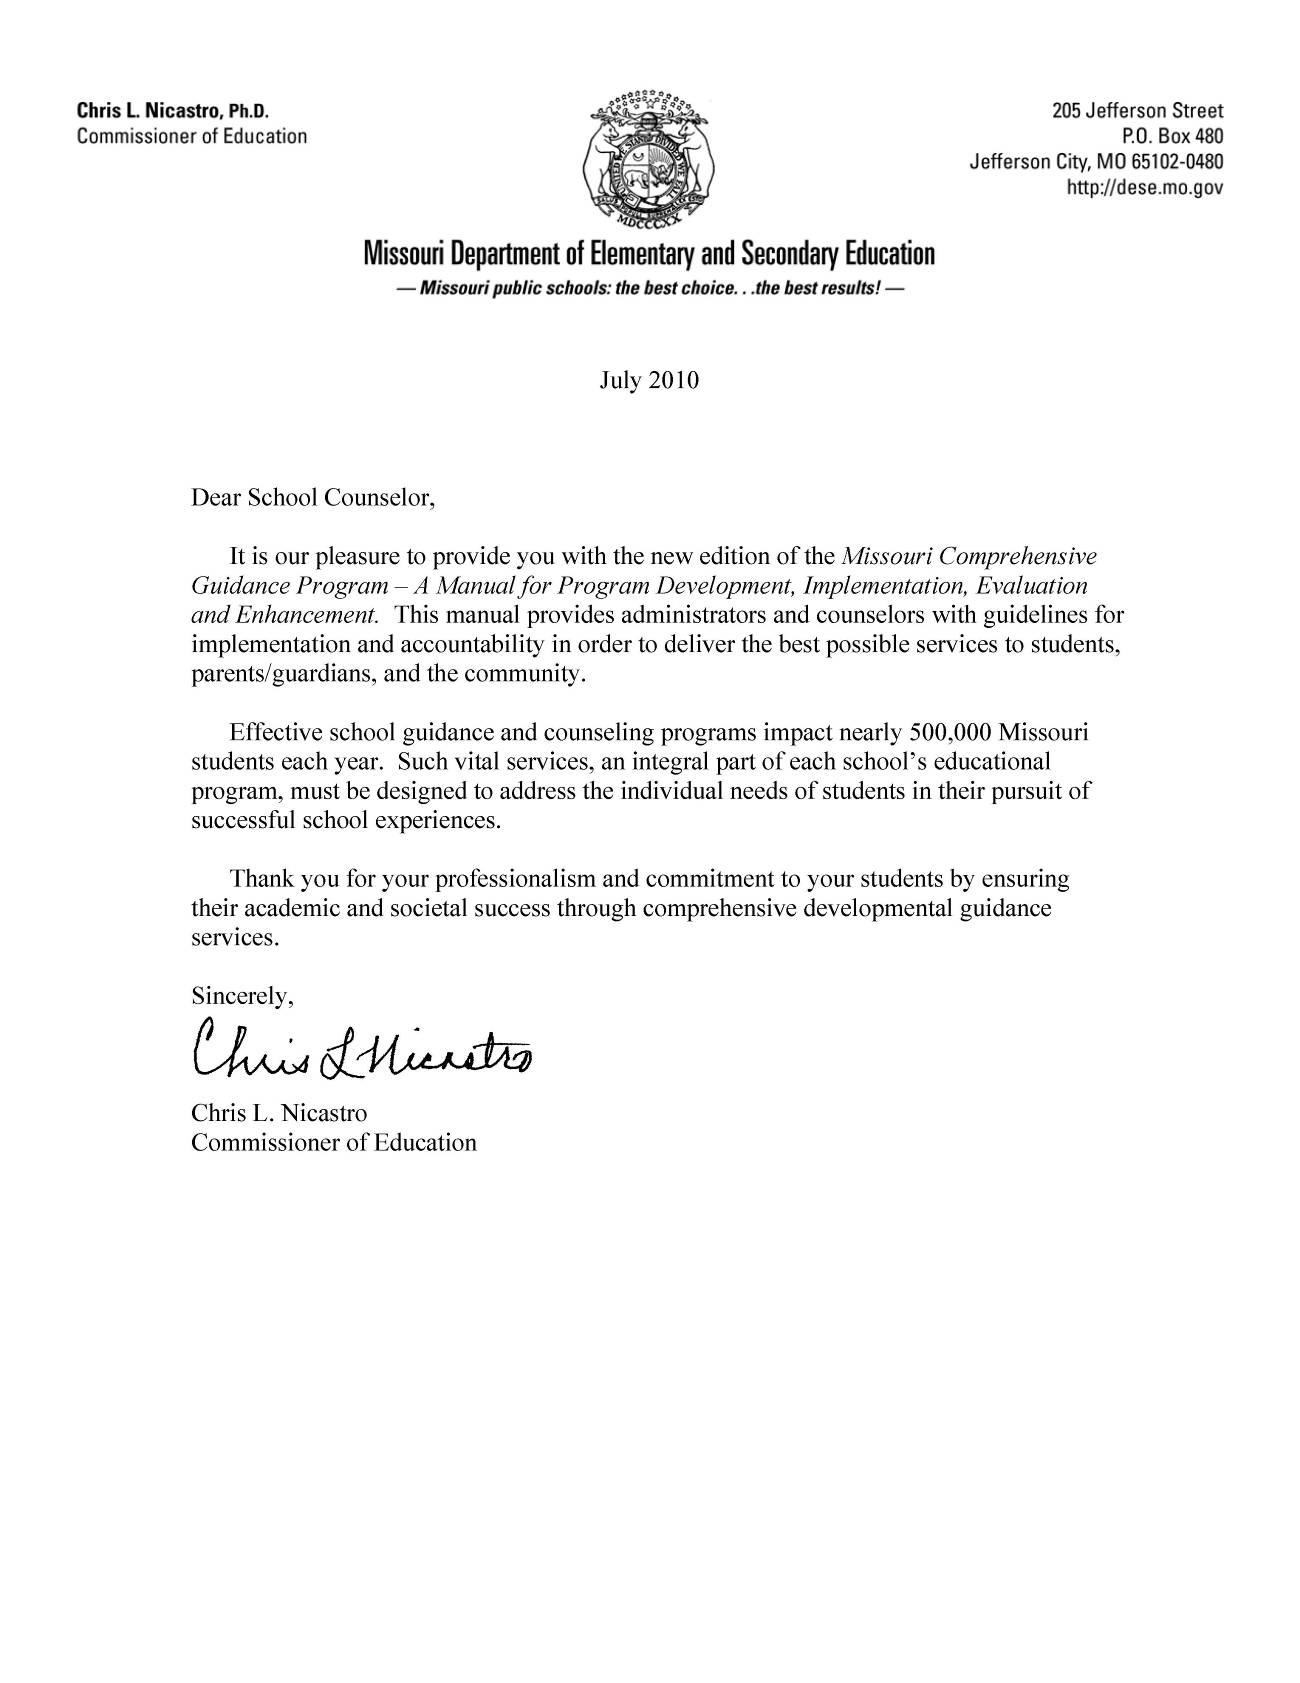 Chris L. Nicastro, Ph.D.
Commissioner of Education
205 Jefferson Street
P.O. Box 480
Jefferson City, MO 65102-0480
http://dese.mo.gov
UNITED WE STAND DIVIDED WE FALL
MDCCCXX
Missouri Department of Elementary and Secondary Education
— Missouri public schools: the best choice. . .the best results! —
July 2010
Dear School Counselor,
It is our pleasure to provide you with the new edition of the Missouri Comprehensive
Guidance Program – A Manual for Program Development, Implementation, Evaluation
and Enhancement.  This manual provides administrators and counselors with guidelines for
implementation and accountability in order to deliver the best possible services to students,
parents/guardians, and the community.
Effective school guidance and counseling programs impact nearly 500,000 Missouri
students each year.  Such vital services, an integral part of each school’s educational
program, must be designed to address the individual needs of students in their pursuit of
successful school experiences.
Thank you for your professionalism and commitment to your students by ensuring
their academic and societal success through comprehensive developmental guidance
services.
Sincerely,
Chris L Nicastro
Chris L. Nicastro
Commissioner of Education